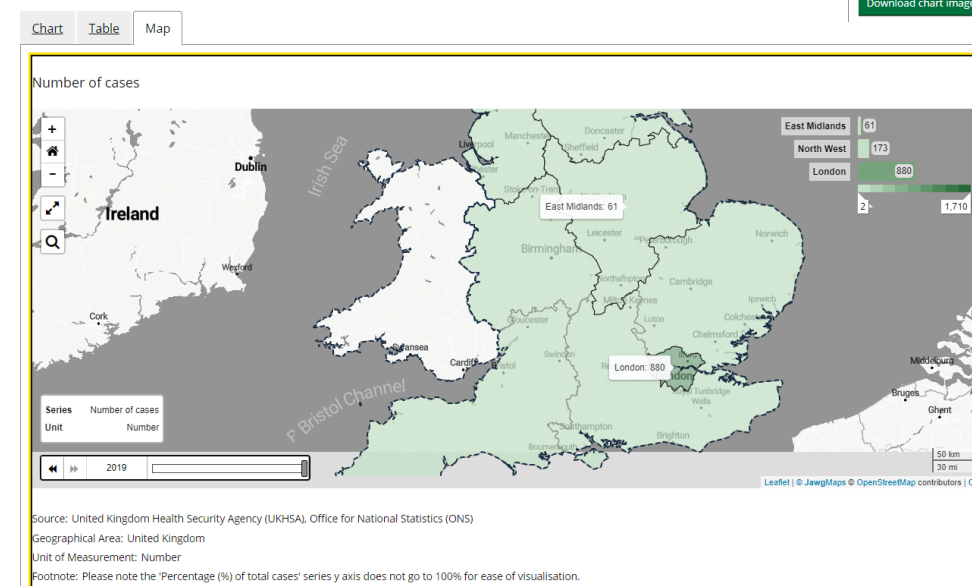 Download chart image
Chart
Table
Map
Number of cases
+
-
Dublin
Ireland
Wexford
Cork
Irish Sea
Liverpool
Manchester
Doncaster
Sheffield
Stoke-on-Trent
East Midlands: 61
Leicester
Peterborough
Norwich
Birmingham
Northampton
Cambridge
Milton Keynes
Ipswich
Luton
Colchester
Gloucester
Chelmsford
Swansea
Cardiff
Bristol
Swindon
London: 880
Royal Tunbridge
Wells
Southampton
Brighton
Bournemouth
Bristol Channel
Middelburg
Bruges
Ghent
East Midlands 61
North West 173
London 880
2 1,710
Series Number of cases
Unit Number
2019
50 km
30 mi
Leaflet | © JawgMaps © OpenStreetMap contributors |
Source: United Kingdom Health Security Agency (UKHSA), Office for National Statistics (ONS)
Geographical Area: United Kingdom
Unit of Measurement: Number
Footnote: Please note the 'Percentage (%) of total cases' series y axis does not go to 100% for ease of visualisation.